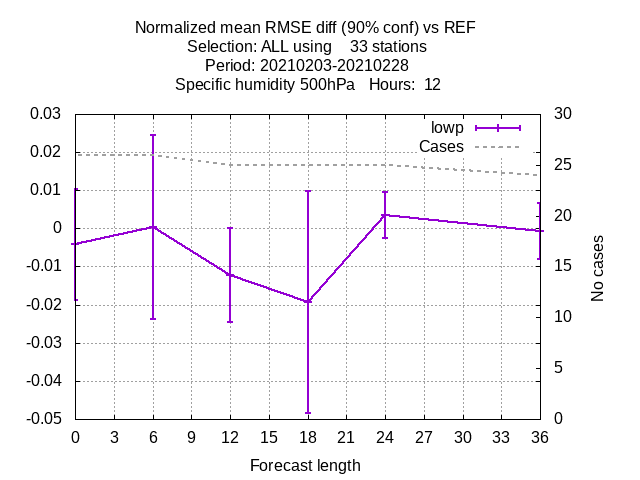 Normalized mean RMSE diff (90% conf) vs REF
Selection: ALL using 33 stations
Period: 20210203-20210228
Specific humidity 500hPa Hours: 12
0.03
0.02
0.01
0
-0.01
-0.02
-0.03
-0.04
-0.05
lowp
Cases
30
25
20
15
10
5
0
No cases
0 3 6 9 12 15 18 21 24 27 30 33 36
Forecast length